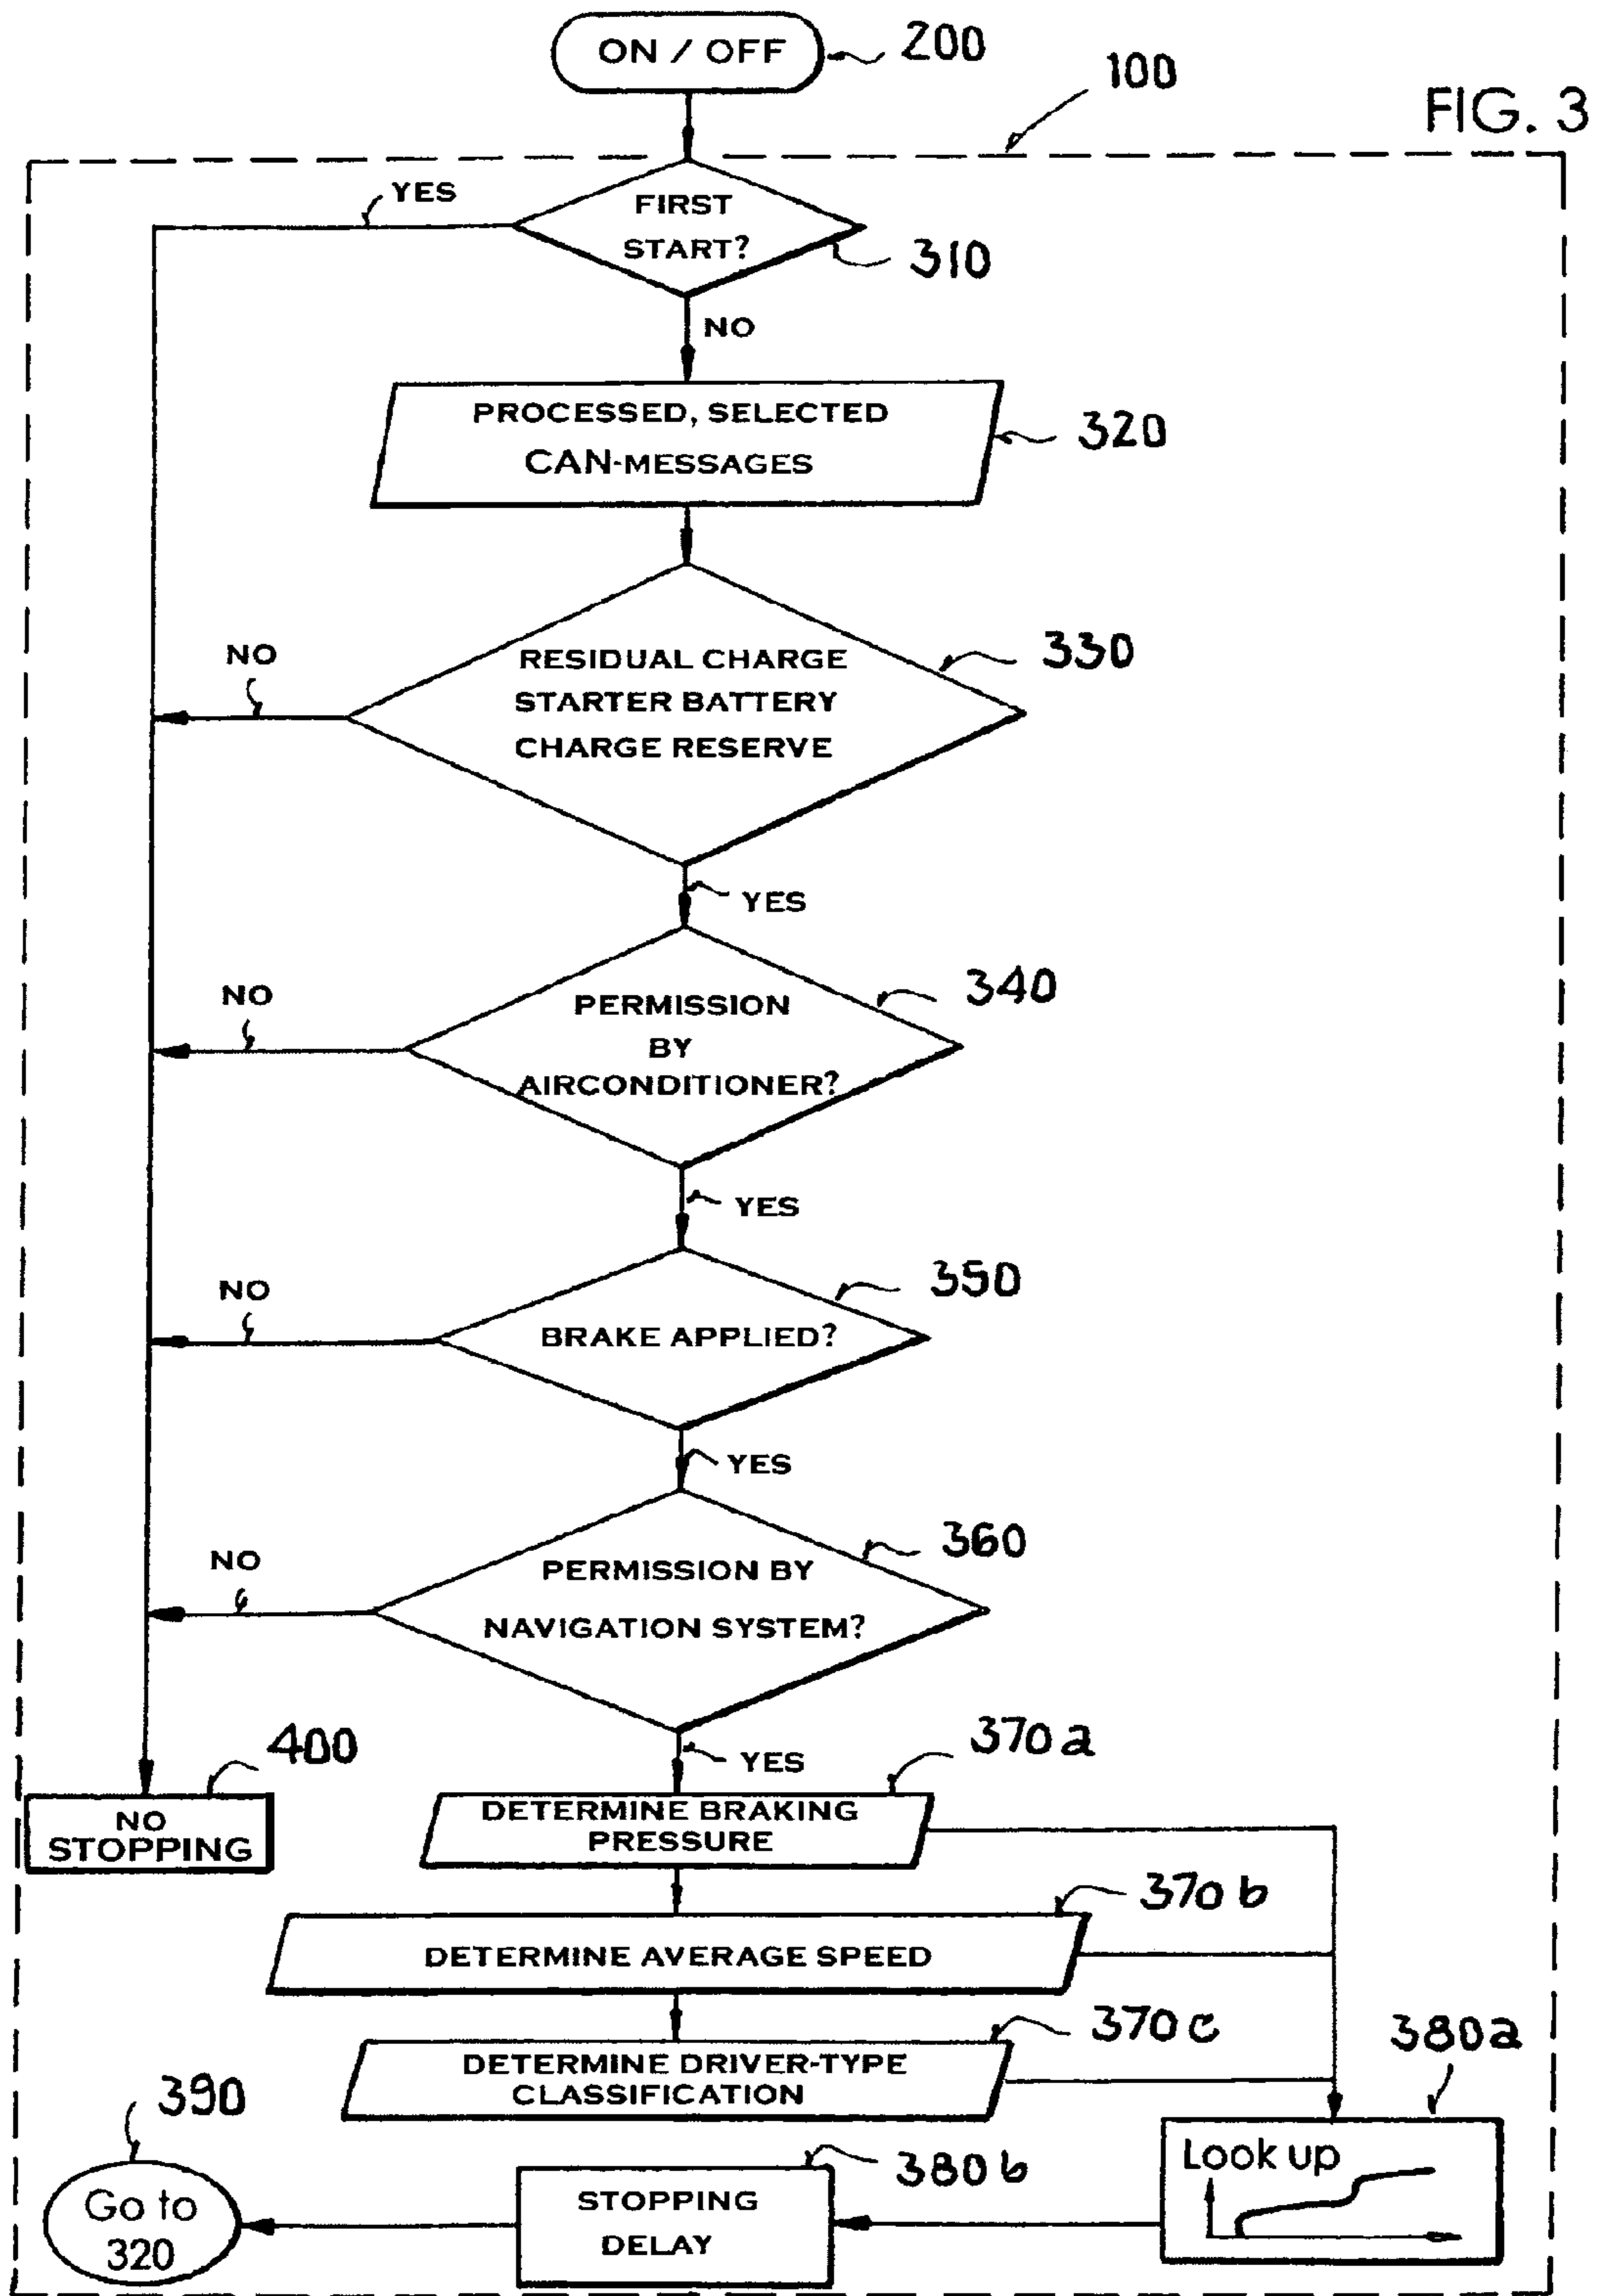 ON / OFF
200
100
FIG. 3
YES
FIRST
START?
310
NO
PROCESSED, SELECTED
CAN-MESSAGES
320
NO
RESIDUAL CHARGE
STARTER BATTERY
CHARGE RESERVE
330
YES
NO
PERMISSION
BY
AIRCONDITIONER?
340
YES
NO
BRAKE APPLIED?
350
YES
NO
PERMISSION BY
NAVIGATION SYSTEM?
360
YES
400
NO
STOPPING
DETERMINE BRAKING
PRESSURE
370a
DETERMINE AVERAGE SPEED
370b
DETERMINE DRIVER-TYPE
CLASSIFICATION
370c
380a
Look up
380b
STOPPING
DELAY
390
Go to
320